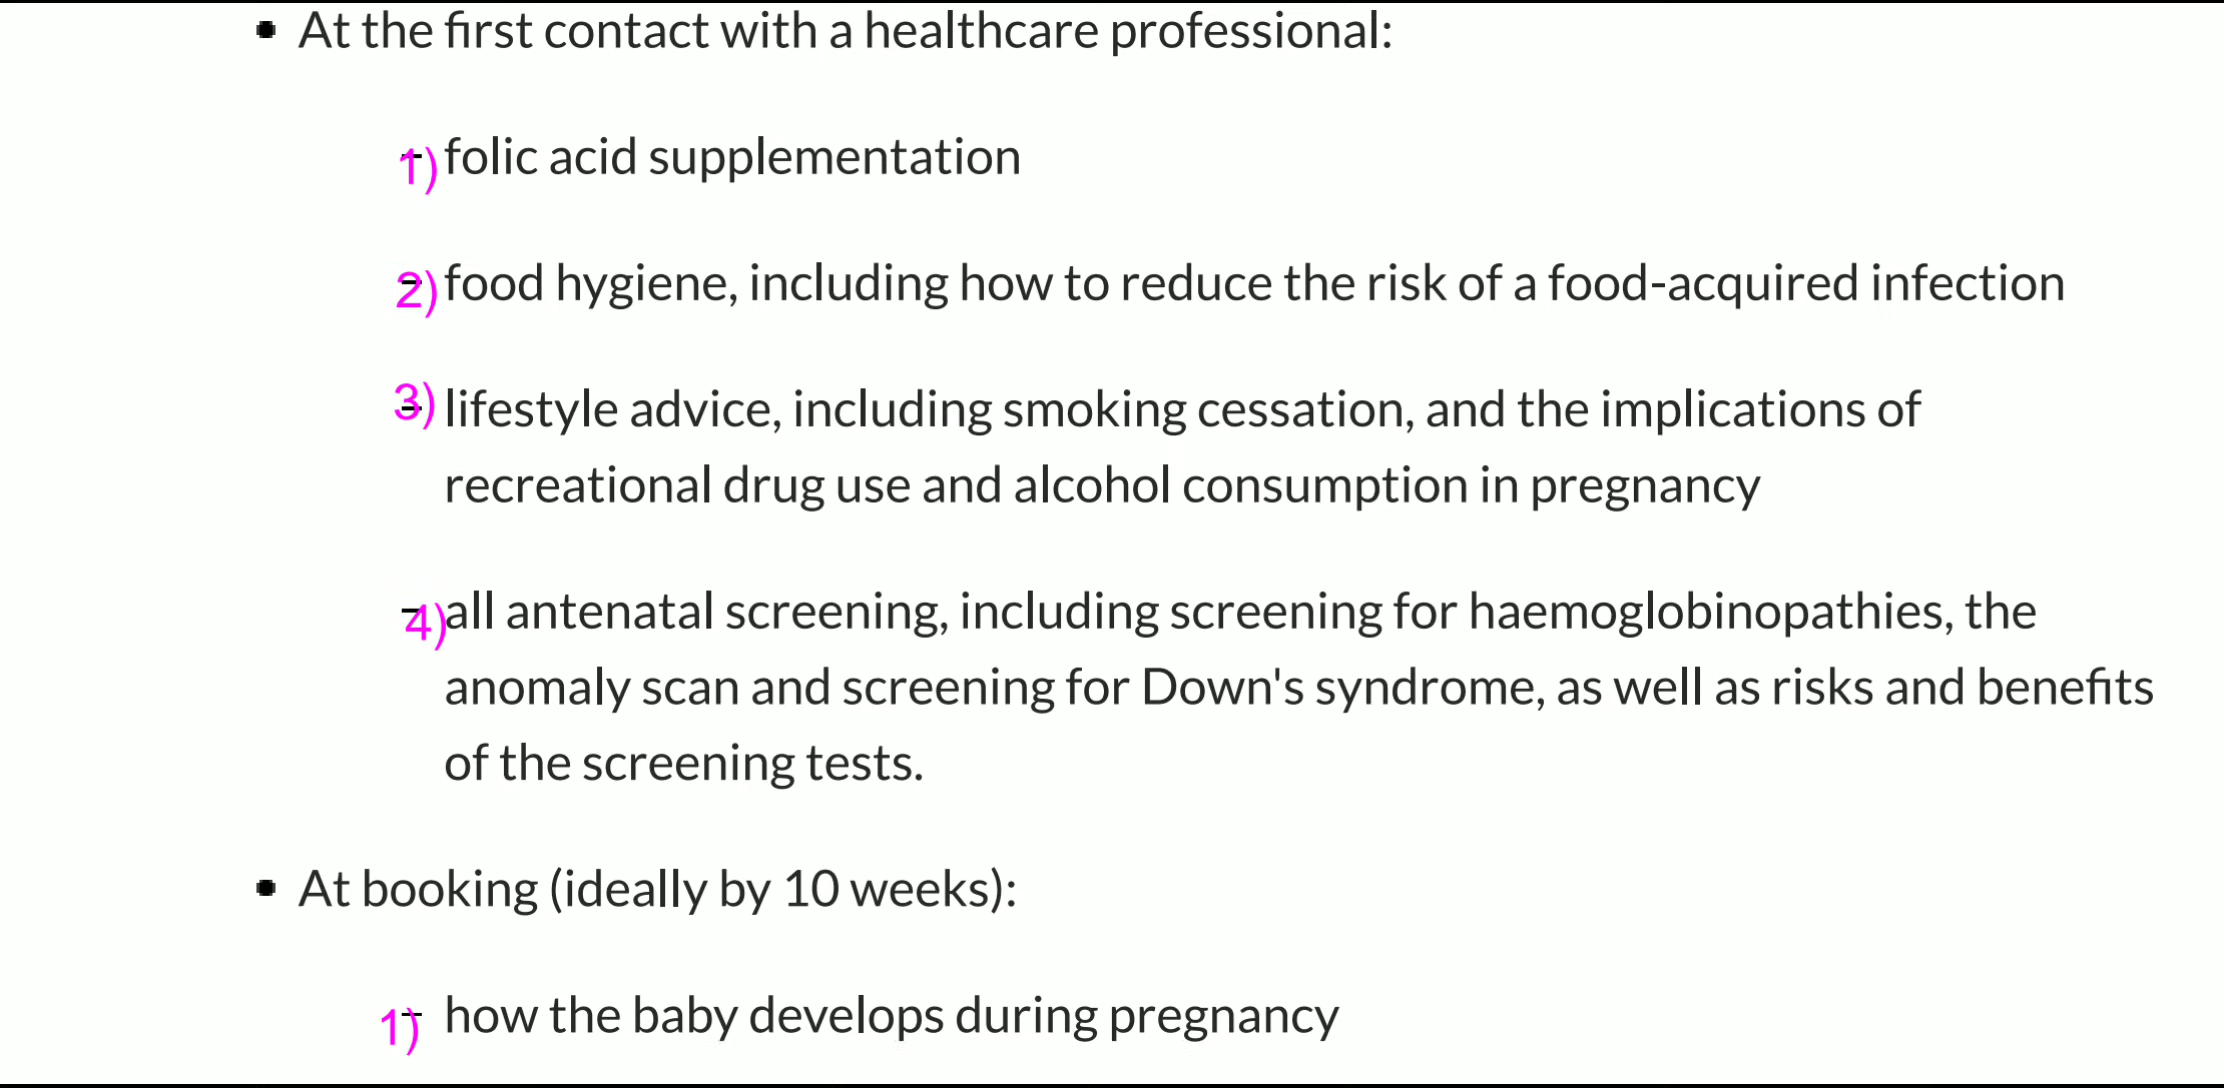 ▪ At the first contact with a healthcare professional:
1) folic acid supplementation
2) food hygiene, including how to reduce the risk of a food-acquired infection
3) lifestyle advice, including smoking cessation, and the implications of
recreational drug use and alcohol consumption in pregnancy
4) all antenatal screening, including screening for haemoglobinopathies, the
anomaly scan and screening for Down's syndrome, as well as risks and benefits
of the screening tests.
▪ At booking (ideally by 10 weeks):
1) how the baby develops during pregnancy